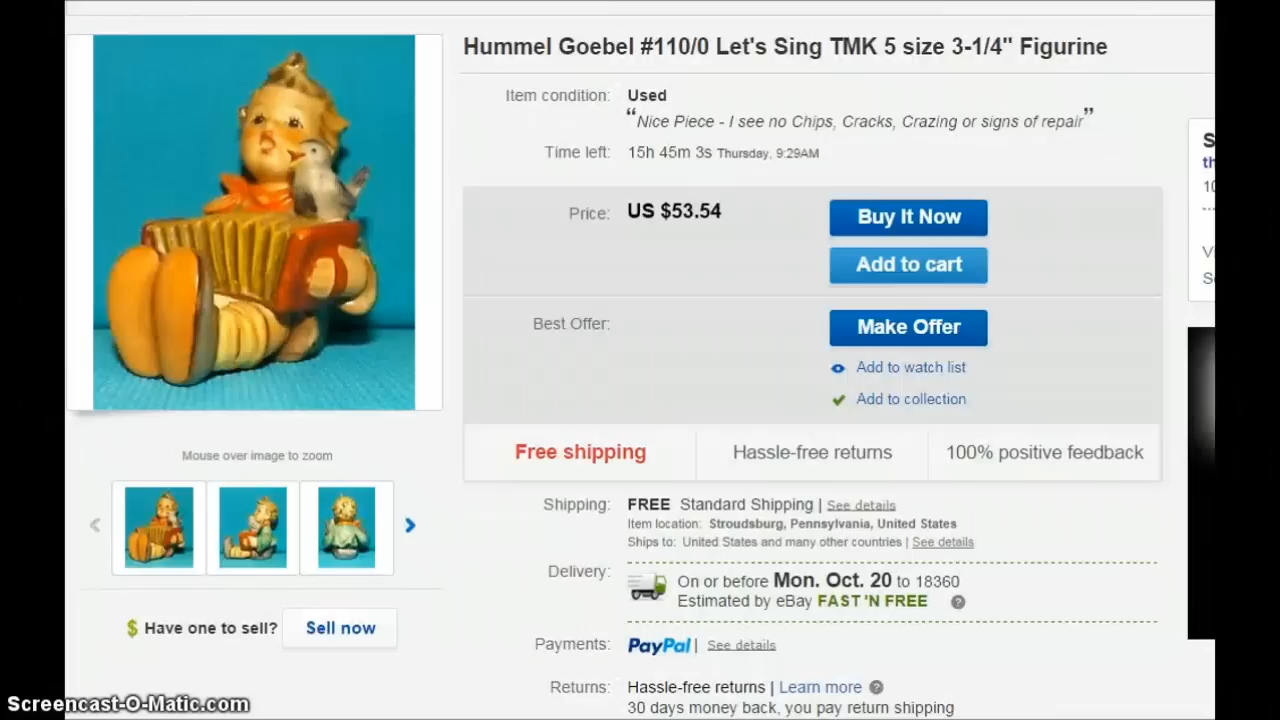 Hummel Goebel #110/0 Let's Sing TMK 5 size 3-1/4" Figurine
Item condition: Used
“Nice Piece - I see no Chips, Cracks, Crazing or signs of repair”
Time left: 15h 45m 3s Thursday, 9:29AM
Price: US $53.54
Buy It Now
Add to cart
Best Offer:
Make Offer
Add to watch list
Add to collection
Free shipping
Hassle-free returns
100% positive feedback
Mouse over image to zoom
Shipping: FREE Standard Shipping | See details
Item location: Stroudsburg, Pennsylvania, United States
Ships to: United States and many other countries | See details
Delivery: On or before Mon. Oct. 20 to 18360
Estimated by eBay FAST 'N FREE ?
$ Have one to sell? Sell now
Payments: PayPal | See details
Returns: Hassle-free returns | Learn more ?
30 days money back, you pay return shipping
Screencast-O-Matic.com